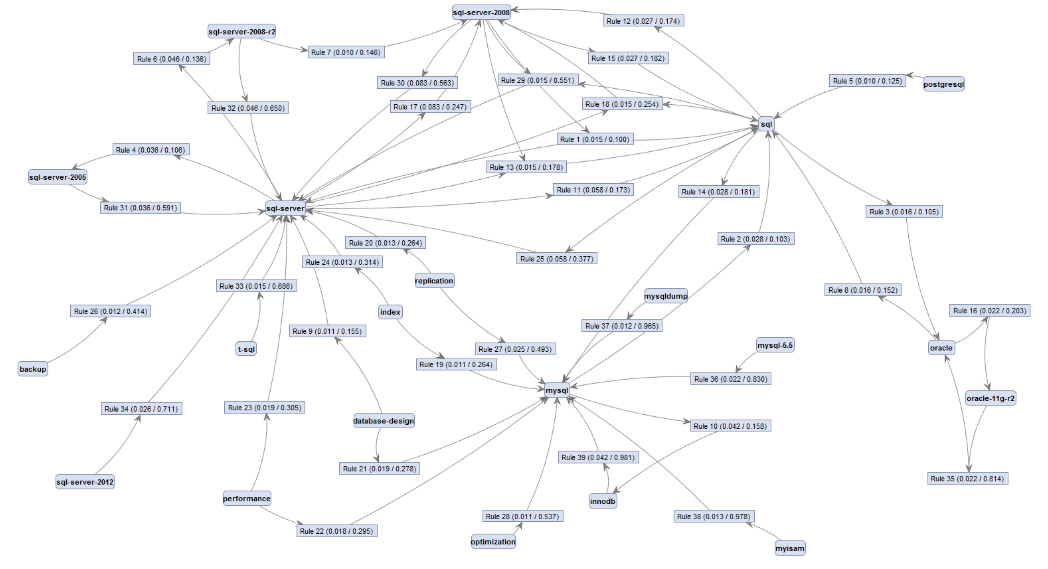 sql-server-2008
Rule 12 (0.027 / 0.174)
sql-server-2008-r2
Rule 7 (0.010 / 0.146)
Rule 6 (0.046 / 0.136)
Rule 15 (0.027 / 0.182)
Rule 30 (0.083 / 0.563)
Rule 29 (0.015 / 0.551)
Rule 5 (0.010 / 0.125)
postgresql
Rule 32 (0.046 / 0.650)
Rule 17 (0.083 / 0.247)
Rule 18 (0.015 / 0.254)
sql
Rule 1 (0.015 / 0.100)
Rule 4 (0.036 / 0.106)
Rule 13 (0.015 / 0.178)
sql-server-2005
Rule 11 (0.058 / 0.173)
Rule 14 (0.028 / 0.181)
Rule 31 (0.036 / 0.591)
sql-server
Rule 3 (0.016 / 0.105)
Rule 20 (0.013 / 0.264)
Rule 2 (0.028 / 0.103)
Rule 24 (0.013 / 0.314)
Rule 25 (0.058 / 0.377)
replication
Rule 33 (0.015 / 0.686)
Rule 8 (0.016 / 0.152)
mysqldump
Rule 26 (0.012 / 0.414)
index
Rule 16 (0.022 / 0.203)
Rule 9 (0.011 / 0.155)
Rule 37 (0.012 / 0.965)
t-sql
Rule 27 (0.025 / 0.493)
mysql-5.5
oracle
backup
Rule 19 (0.011 / 0.264)
Rule 36 (0.022 / 0.830)
mysql
oracle-11g-r2
Rule 34 (0.026 / 0.711)
Rule 23 (0.019 / 0.305)
database-design
Rule 10 (0.042 / 0.158)
Rule 39 (0.042 / 0.981)
Rule 21 (0.019 / 0.278)
sql-server-2012
Rule 35 (0.022 / 0.814)
performance
innodb
Rule 28 (0.011 / 0.537)
Rule 38 (0.013 / 0.978)
Rule 22 (0.018 / 0.295)
optimization
myisam